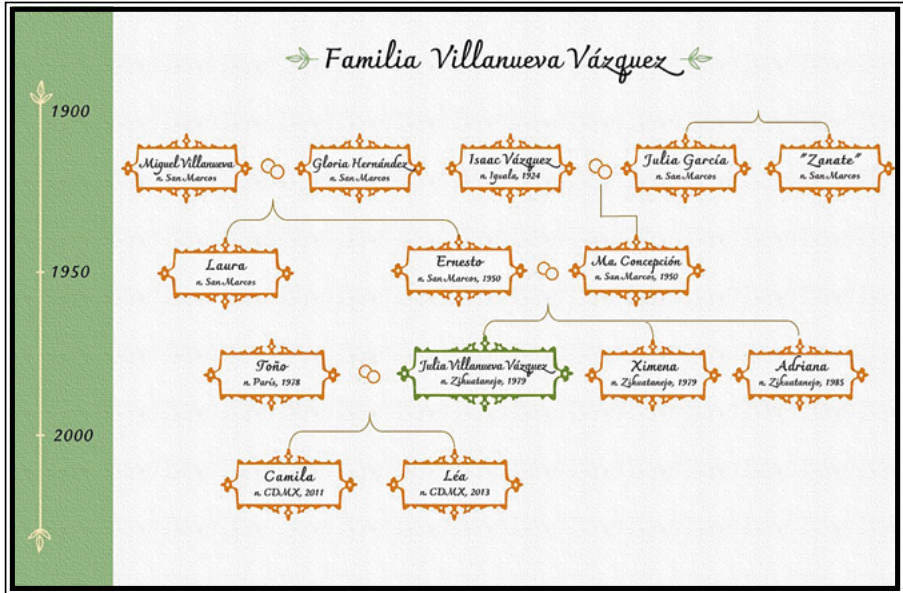 Familia Villanueva Vázquez
1900
Miguel Villanueva
n. San Marcos
Gloria Hernández
n. San Marcos
Isaac Vázquez
n. Iguala, 1924
Julia García
n. San Marcos
"Zanate"
n. San Marcos
1950
Laura
n. San Marcos
Ernesto
n. San Marcos, 1950
Ma. Concepción
n. San Marcos, 1950
Toño
n. París, 1978
Julia Villanueva Vázquez
n. Zihuatanejo, 1979
Ximena
n. Zihuatanejo, 1979
Adriana
n. Zihuatanejo, 1985
2000
Camila
n. CDMX, 2011
Léa
n. CDMX, 2013